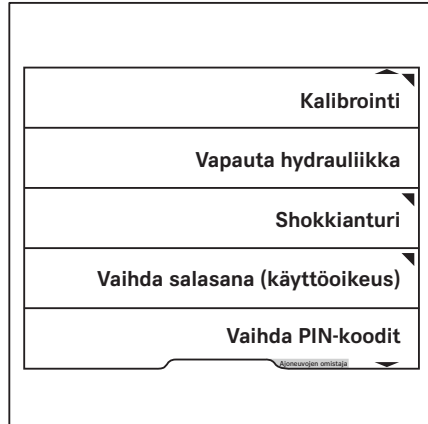 Kalibrointi
Vapauta hydrauliikka
Shokkianturi
Vaihda salasana (käyttöoikeus)
Vaihda PIN-koodit
Ajoneuvojen omistaja